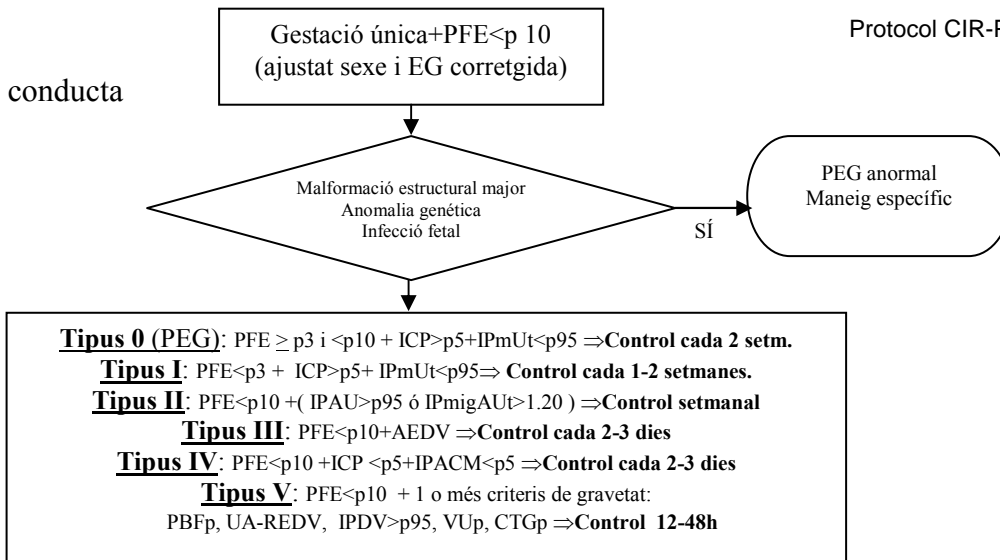 Gestació única+PFE<p 10
(ajustat sexe i EG corretgida)
Protocol CIR-P
conducta
Malformació estructural major
Anomalia genética
Infecció fetal
SÍ
PEG anormal
Maneig específic
Tipus 0 (PEG): PFE ≥ p3 i <p10 + ICP>p5+IPmUt<p95 ⇒Control cada 2 setm.
Tipus I: PFE<p3 + ICP>p5+ IPmUt<p95⇒ Control cada 1-2 setmanes.
Tipus II: PFE<p10 +( IPAU>p95 ó IPmigAUt>1.20 ) ⇒Control setmanal
Tipus III: PFE<p10+AEDV ⇒Control cada 2-3 dies
Tipus IV: PFE<p10 +ICP <p5+IPACM<p5 ⇒Control cada 2-3 dies
Tipus V: PFE<p10 + 1 o més criteris de gravetat:
PBFp, UA-REDV, IPDV>p95, VUp, CTGp ⇒Control 12-48h